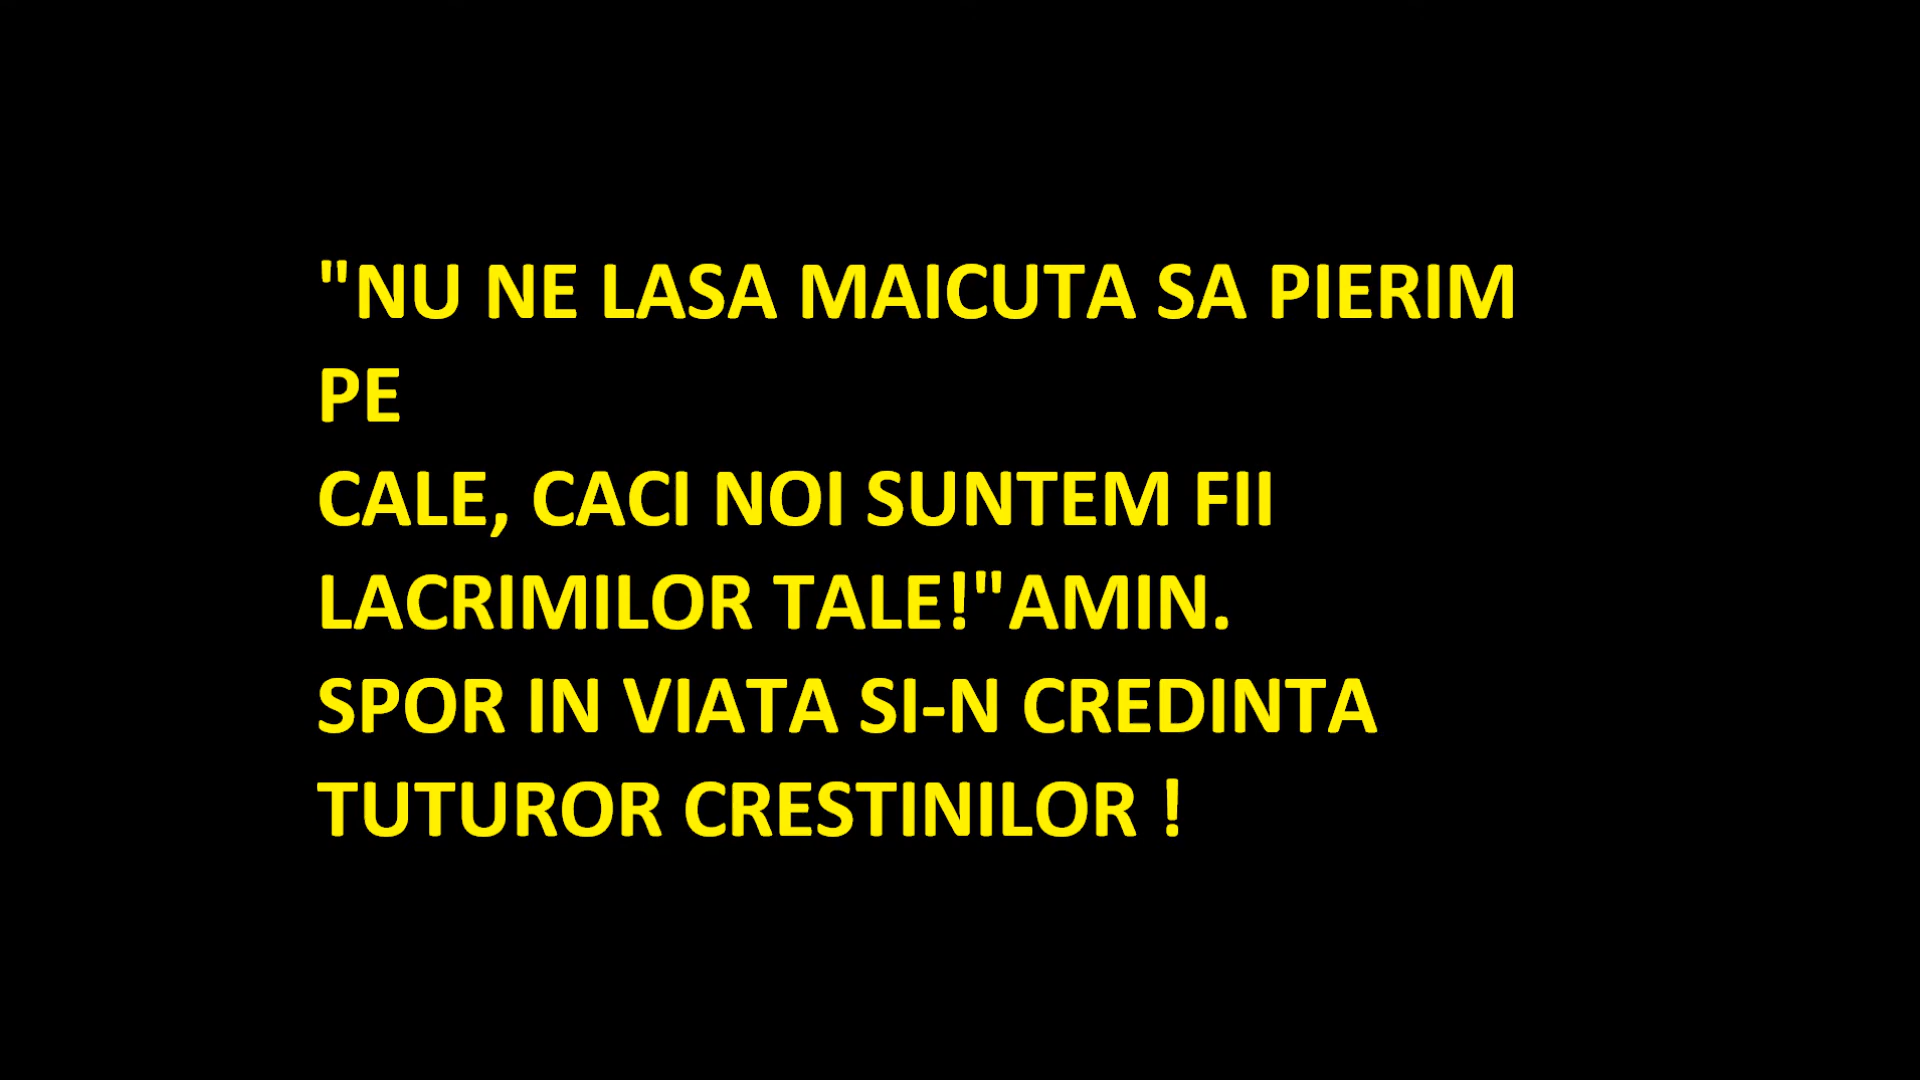 "NU NE LASA MAICUTA SA PIERIM
PE
CALE, CACI NOI SUNTEM FII
LACRIMILOR TALE!"AMIN.
SPOR IN VIATA SI-N CREDINTA
TUTUROR CRESTINILOR !